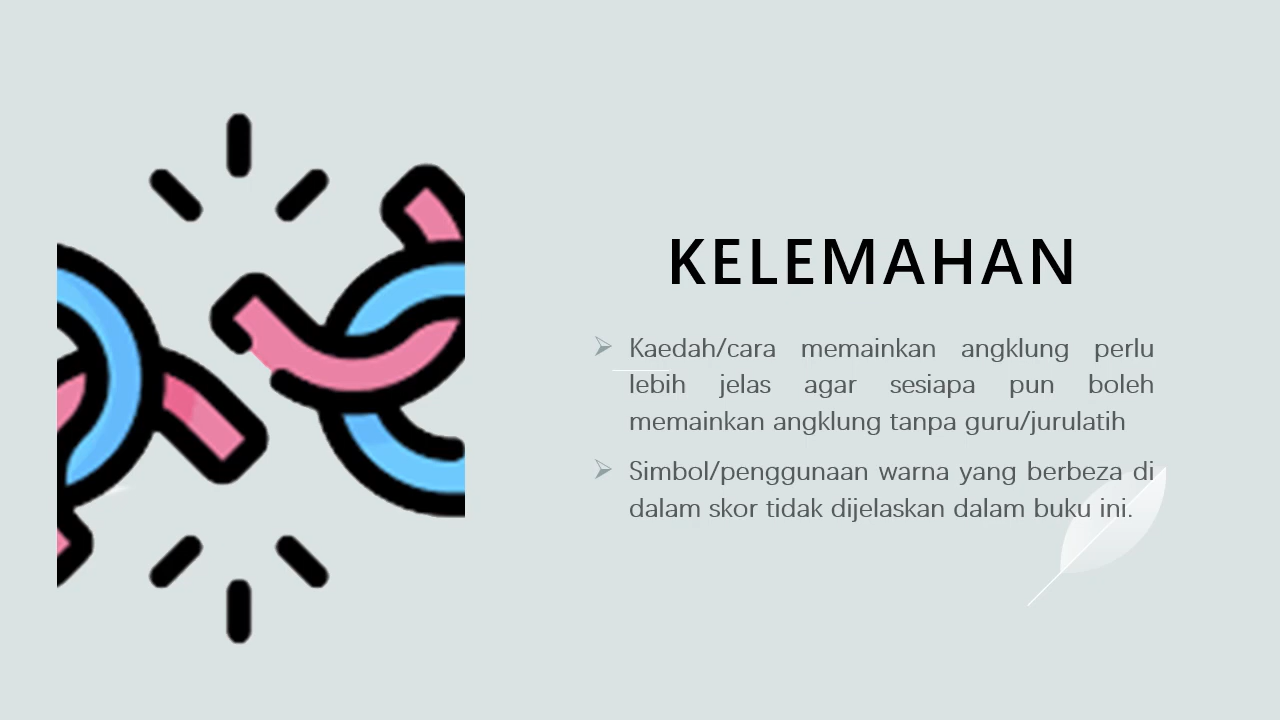 KELEMAHAN
Kaedah/cara memainkan angklung perlu
lebih jelas agar sesiapa pun boleh
memainkan angklung tanpa guru/jurulatih
Simbol/penggunaan warna yang berbeza di
dalam skor tidak dijelaskan dalam buku ini.